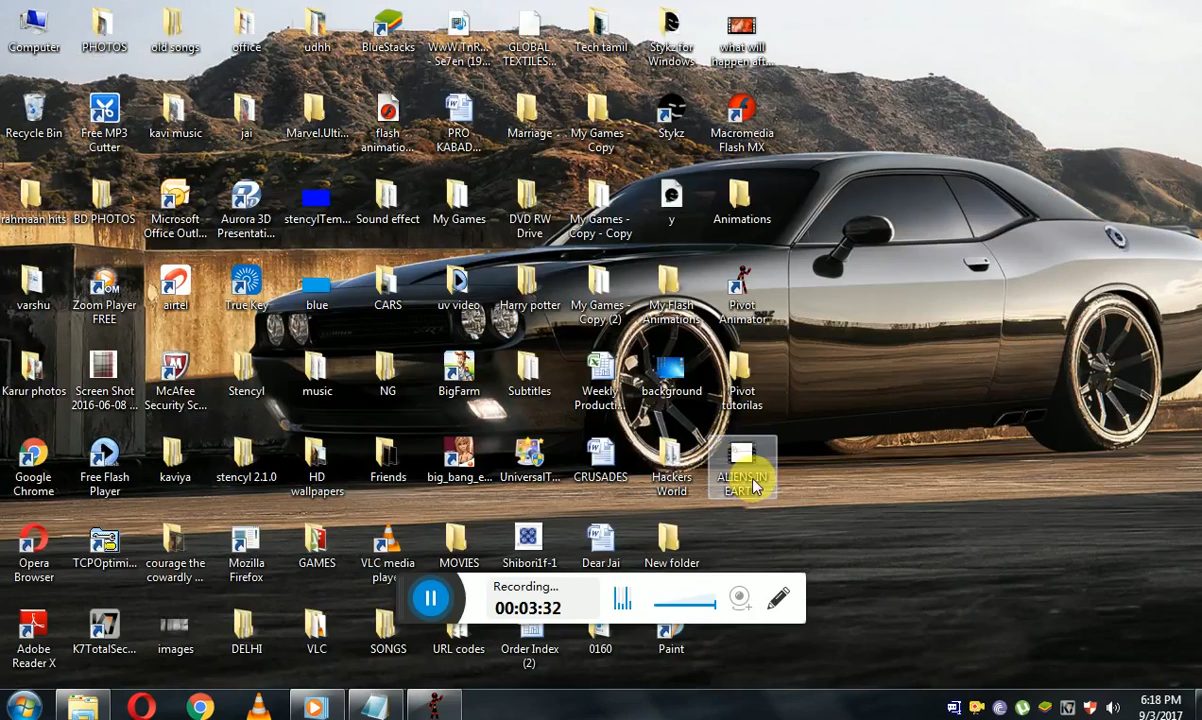 Computer
PHOTOS
old songs
office
udhh
BlueStacks
WwW.TnR...
- Se7en (19...
GLOBAL
TEXTILES...
Tech tamil
Stykz for
Windows
what will
happen aft...
Recycle Bin
Free MP3
Cutter
kavi music
jai
Marvel.Ulti...
flash
animatio...
PRO
KABAD...
Marriage -
My Games -
Copy
Stykz
Macromedia
Flash MX
rahmaan hits
BD PHOTOS
Microsoft
Office Outl...
Aurora 3D
Presentati...
stencylTem...
Sound effect
My Games
DVD RW
Drive
My Games -
Copy - Copy
y
Animations
varshu
Zoom Player
FREE
airtel
True Key
blue
CARS
uv video
Harry potter
My Games -
Copy (2)
My Flash
Animations
Pivot
Animator
Karur photos
Screen Shot
2016-06-08 ...
McAfee
Security Sc...
Stencyl
music
NG
BigFarm
Subtitles
Weekly
Producti...
background
Pivot
tutorilas
Google
Chrome
Free Flash
Player
kaviya
stencyl 2.1.0
HD
wallpapers
Friends
big_bang_e...
UniversalT...
CRUSADES
Hackers
World
ALIENS IN
EARTH
Opera
Browser
TCPOptimi...
courage the
cowardly ...
Mozilla
Firefox
GAMES
VLC media
playe
MOVIES
Shibori1f-1
Dear Jai
New folder
Recording...
00:03:32
Adobe
Reader X
K7TotalSec...
images
DELHI
VLC
SONGS
URL codes
Order Index
(2)
0160
Paint
6:18 PM
9/3/2017